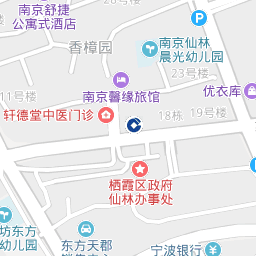 南京舒捷
公寓式酒店
P
香樟园
南京仙林
晨光幼儿园
23号楼
11号楼
南京馨缘旅馆
优衣库
轩德堂中医门诊
18栋
19号楼
P
栖霞区政府
仙林办事处
坊东方
幼儿园
东方天郡
宁波银行
¥